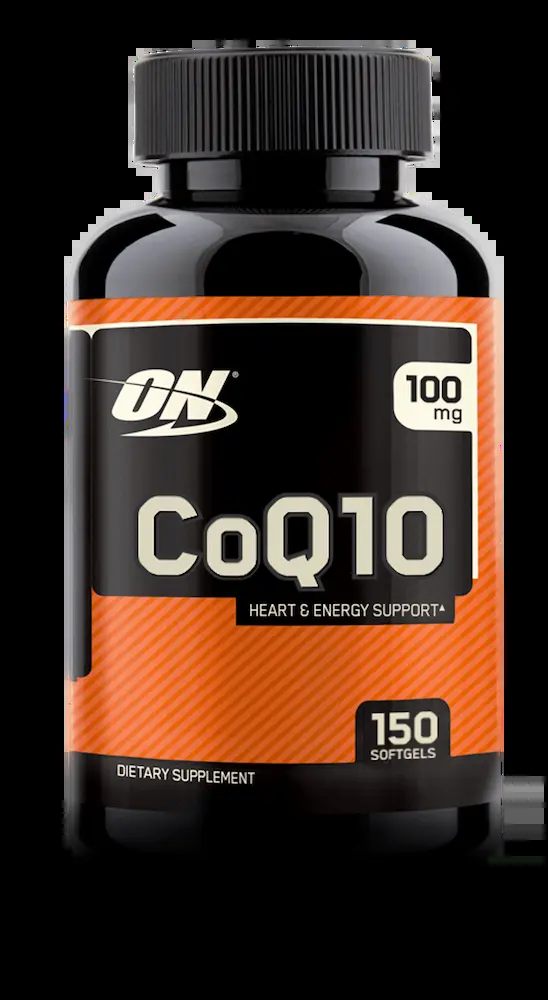 ON®
100
mg
CoQ10
HEART & ENERGY SUPPORT▲
150
SOFTGELS
DIETARY SUPPLEMENT